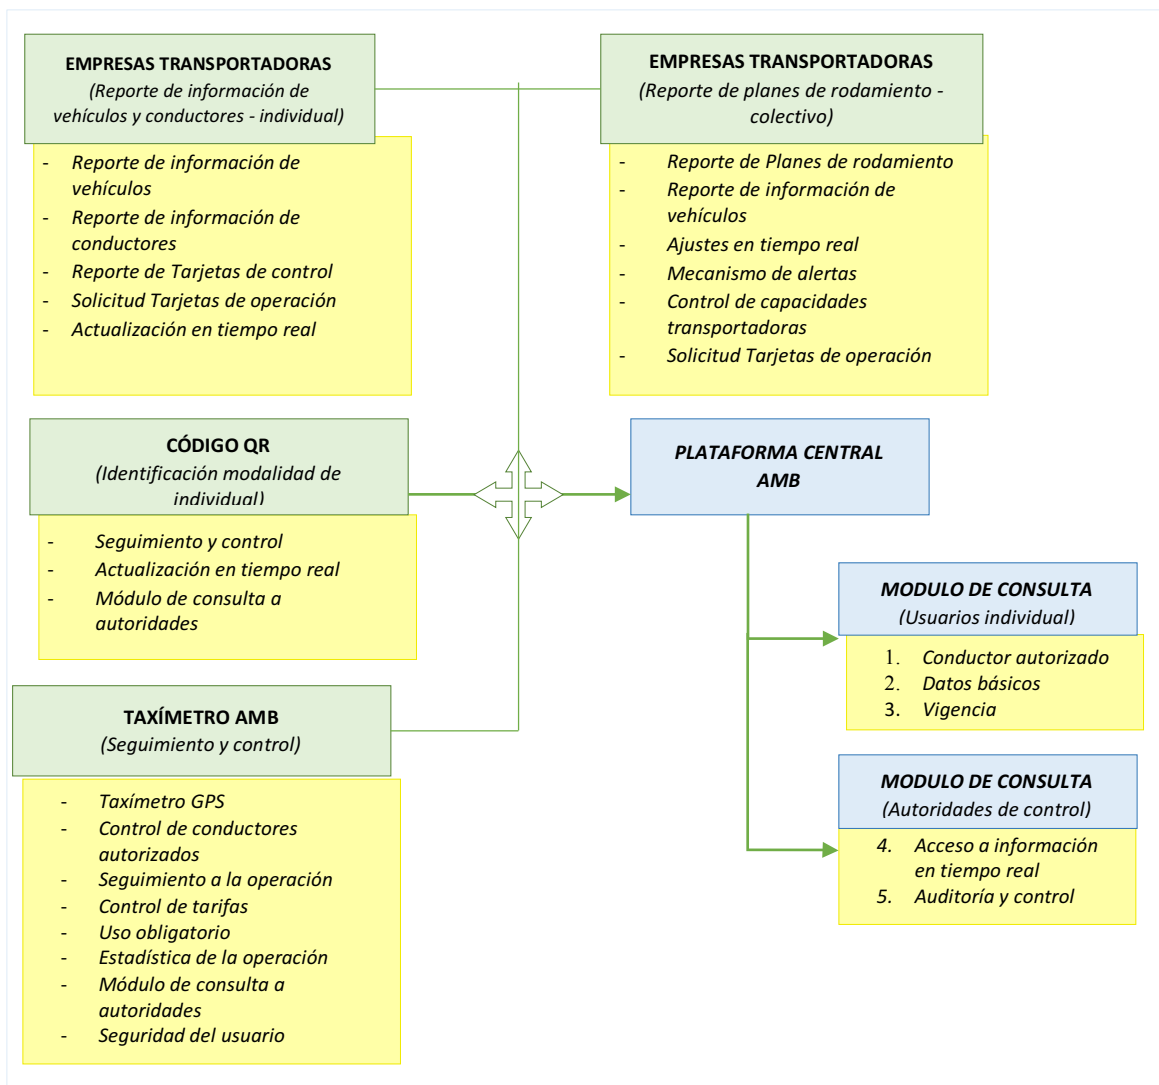 EMPRESAS TRANSPORTADORAS
(Reporte de información de
vehículos y conductores - individual)
- Reporte de información de
vehículos
- Reporte de información de
conductores
- Reporte de Tarjetas de control
- Solicitud Tarjetas de operación
- Actualización en tiempo real
EMPRESAS TRANSPORTADORAS
(Reporte de planes de rodamiento -
colectivo)
- Reporte de Planes de rodamiento
- Reporte de información de
vehículos
- Ajustes en tiempo real
- Mecanismo de alertas
- Control de capacidades
transportadoras
- Solicitud Tarjetas de operación
CÓDIGO QR
(Identificación modalidad de
individual)
- Seguimiento y control
- Actualización en tiempo real
- Módulo de consulta a
autoridades
PLATAFORMA CENTRAL
AMB
MODULO DE CONSULTA
(Usuarios individual)
1. Conductor autorizado
2. Datos básicos
3. Vigencia
TAXÍMETRO AMB
(Seguimiento y control)
- Taxímetro GPS
- Control de conductores
autorizados
- Seguimiento a la operación
- Control de tarifas
- Uso obligatorio
- Estadística de la operación
- Módulo de consulta a
autoridades
- Seguridad del usuario
MODULO DE CONSULTA
(Autoridades de control)
4. Acceso a información
en tiempo real
5. Auditoría y control